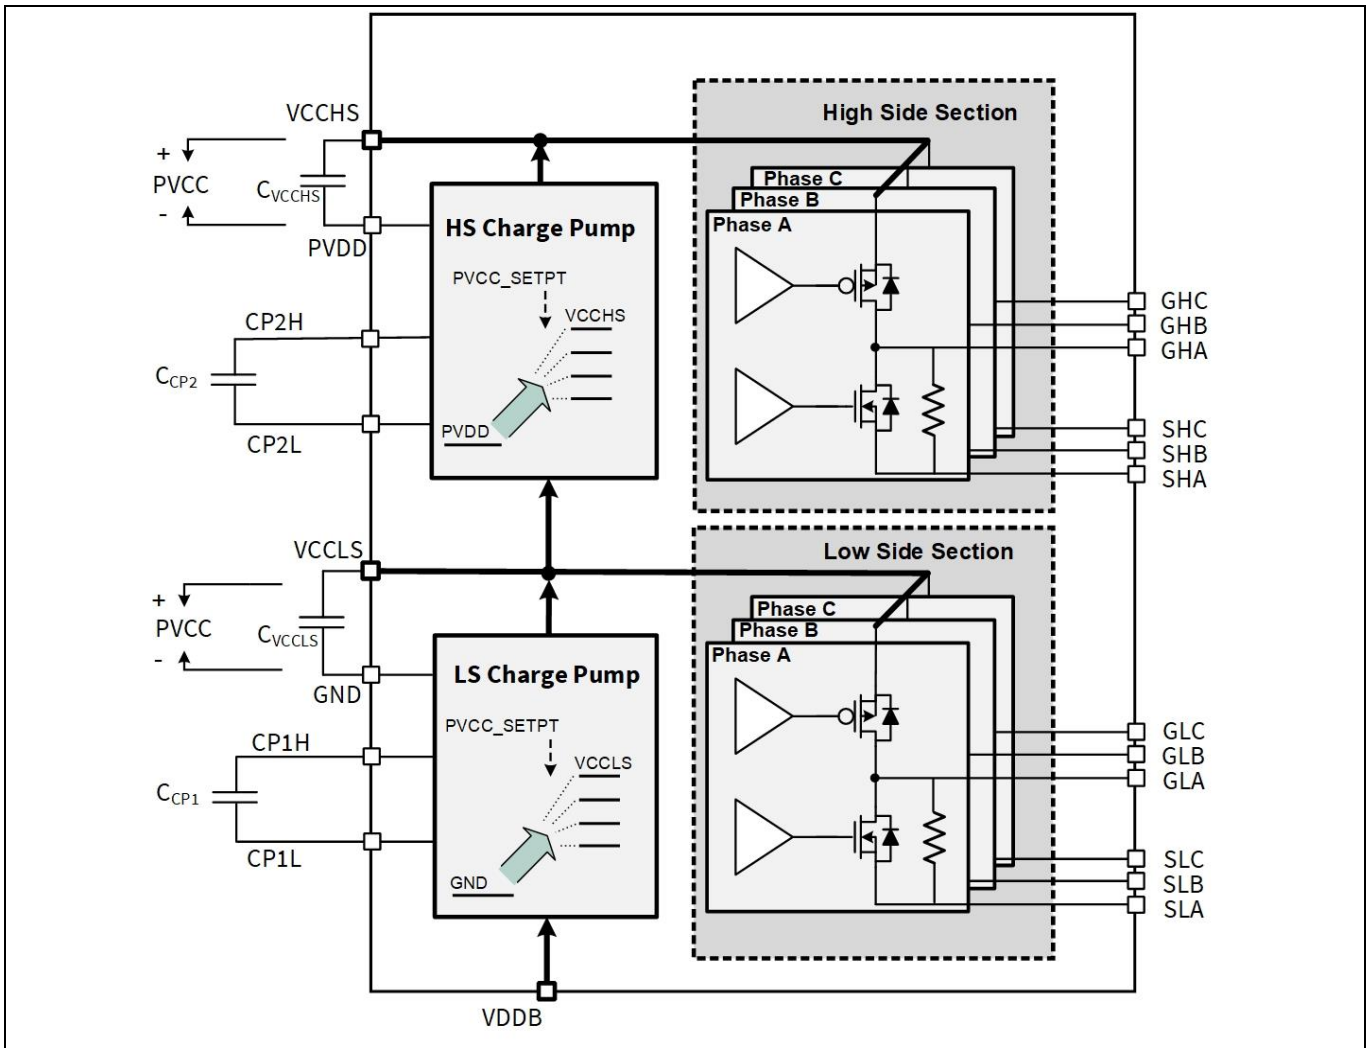 VCCHS
+
PVCC
-
CVCCHS
PVDD
CP2H
CCP2
CP2L
HS Charge Pump
PVCC_SETPT
VCCHS
PVDD
High Side Section
Phase C
Phase B
Phase A
GHC
GHB
GHA
SHC
SHB
SHA
VCCLS
+
PVCC
-
CVCCLS
GND
CP1H
CCP1
CP1L
LS Charge Pump
PVCC_SETPT
VCCLS
GND
VDDB
Low Side Section
Phase C
Phase B
Phase A
GLC
GLB
GLA
SLC
SLB
SLA